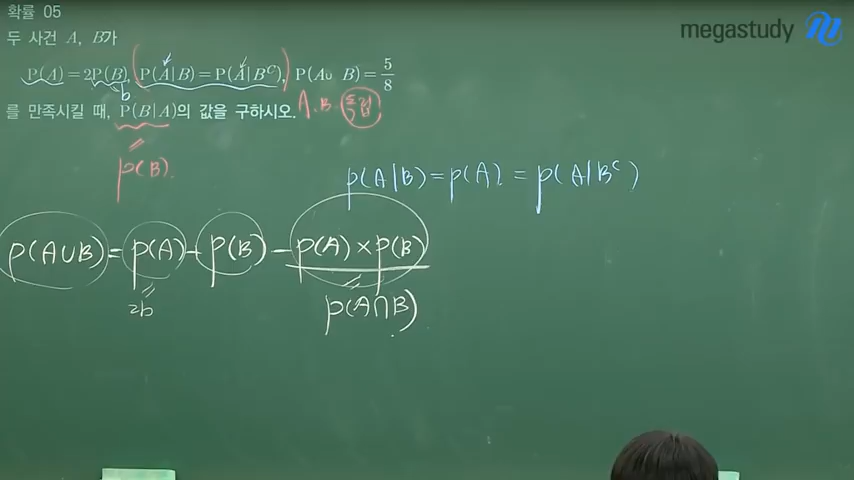 확률 05
megastudy
두 사건 A, B가
P(A)=2P(B), P(A|B)=P(A|B^C), P(A∪ B)=5/8
b
를 만족시킬 때, P(B|A)의 값을 구하시오.
A, B 독립
P(B).
P(A|B)=P(A)=P(A|B^C)
P(A∪B)=P(A)+P(B)-P(A)×P(B)
2b
P(A∩B)